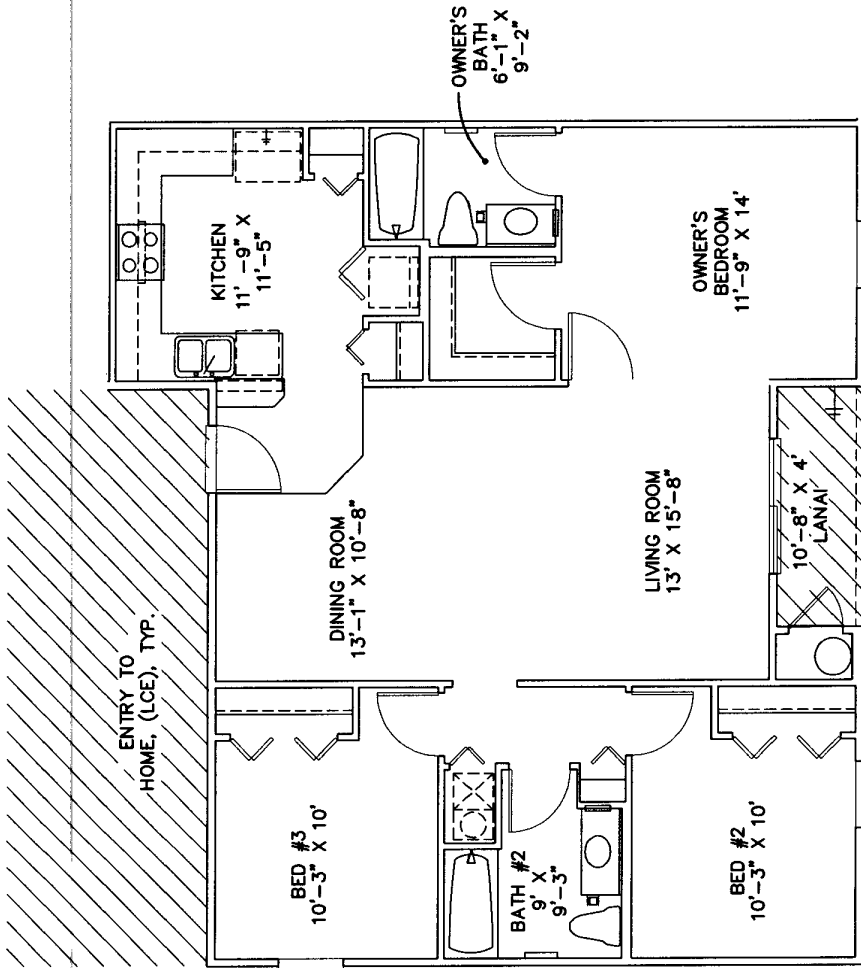 ENTRY TO
HOME, (LCE), TYP.
KITCHEN
11' -9" X
11'-5"
OWNER'S
BATH
6'-1" X
9'-2"
DINING ROOM
13'-1" X 10'-8"
OWNER'S
BEDROOM
11'-9" X 14'
LIVING ROOM
13' X 15'-8"
10'-8" X 4'
LANAI
BED #3
10'-3" X 10'
BATH #2
9' X
9'-3"
BED #2
10'-3" X 10'